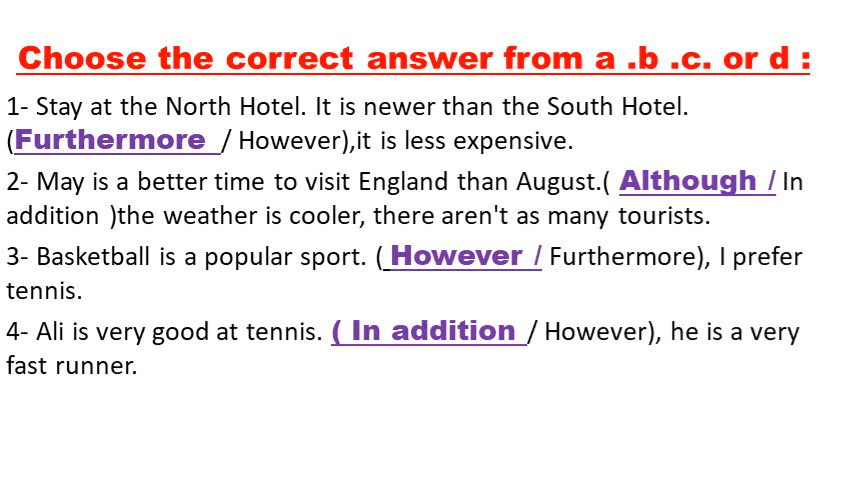 Choose the correct answer from a .b .c. or d :
1- Stay at the North Hotel. It is newer than the South Hotel.
(Furthermore / However),it is less expensive.
2- May is a better time to visit England than August.( Although / In
addition )the weather is cooler, there aren't as many tourists.
3- Basketball is a popular sport. ( However / Furthermore), I prefer
tennis.
4- Ali is very good at tennis. ( In addition / However), he is a very
fast runner.